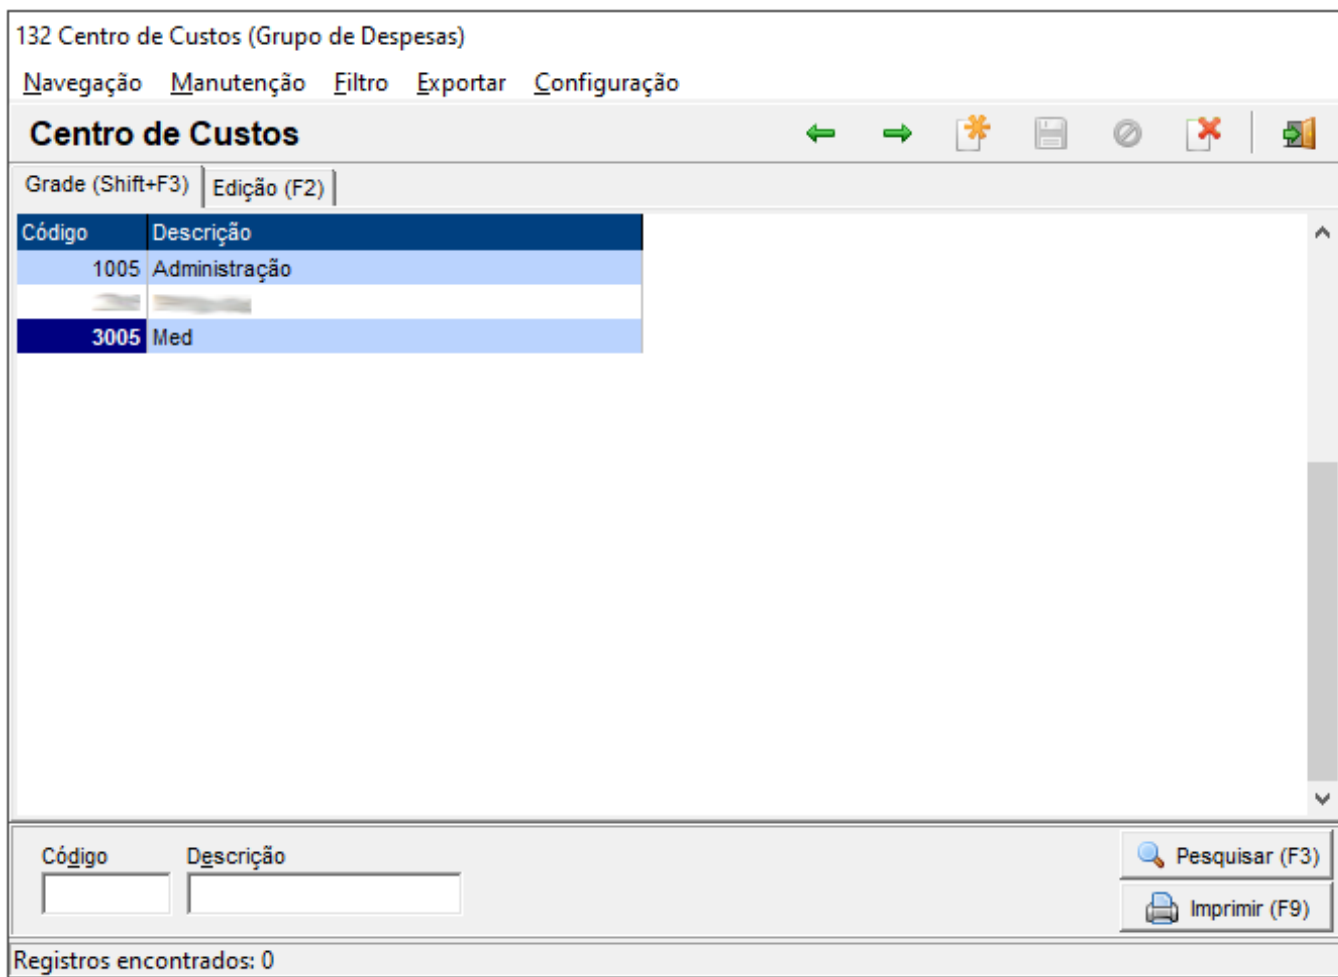 132 Centro de Custos (Grupo de Despesas)
Navegação Manutenção Filtro Exportar Configuração
Centro de Custos
Grade (Shift+F3) Edição (F2)
Código Descrição
1005 Administração
3005 Med
Código Descrição
Pesquisar (F3)
Imprimir (F9)
Registros encontrados: 0